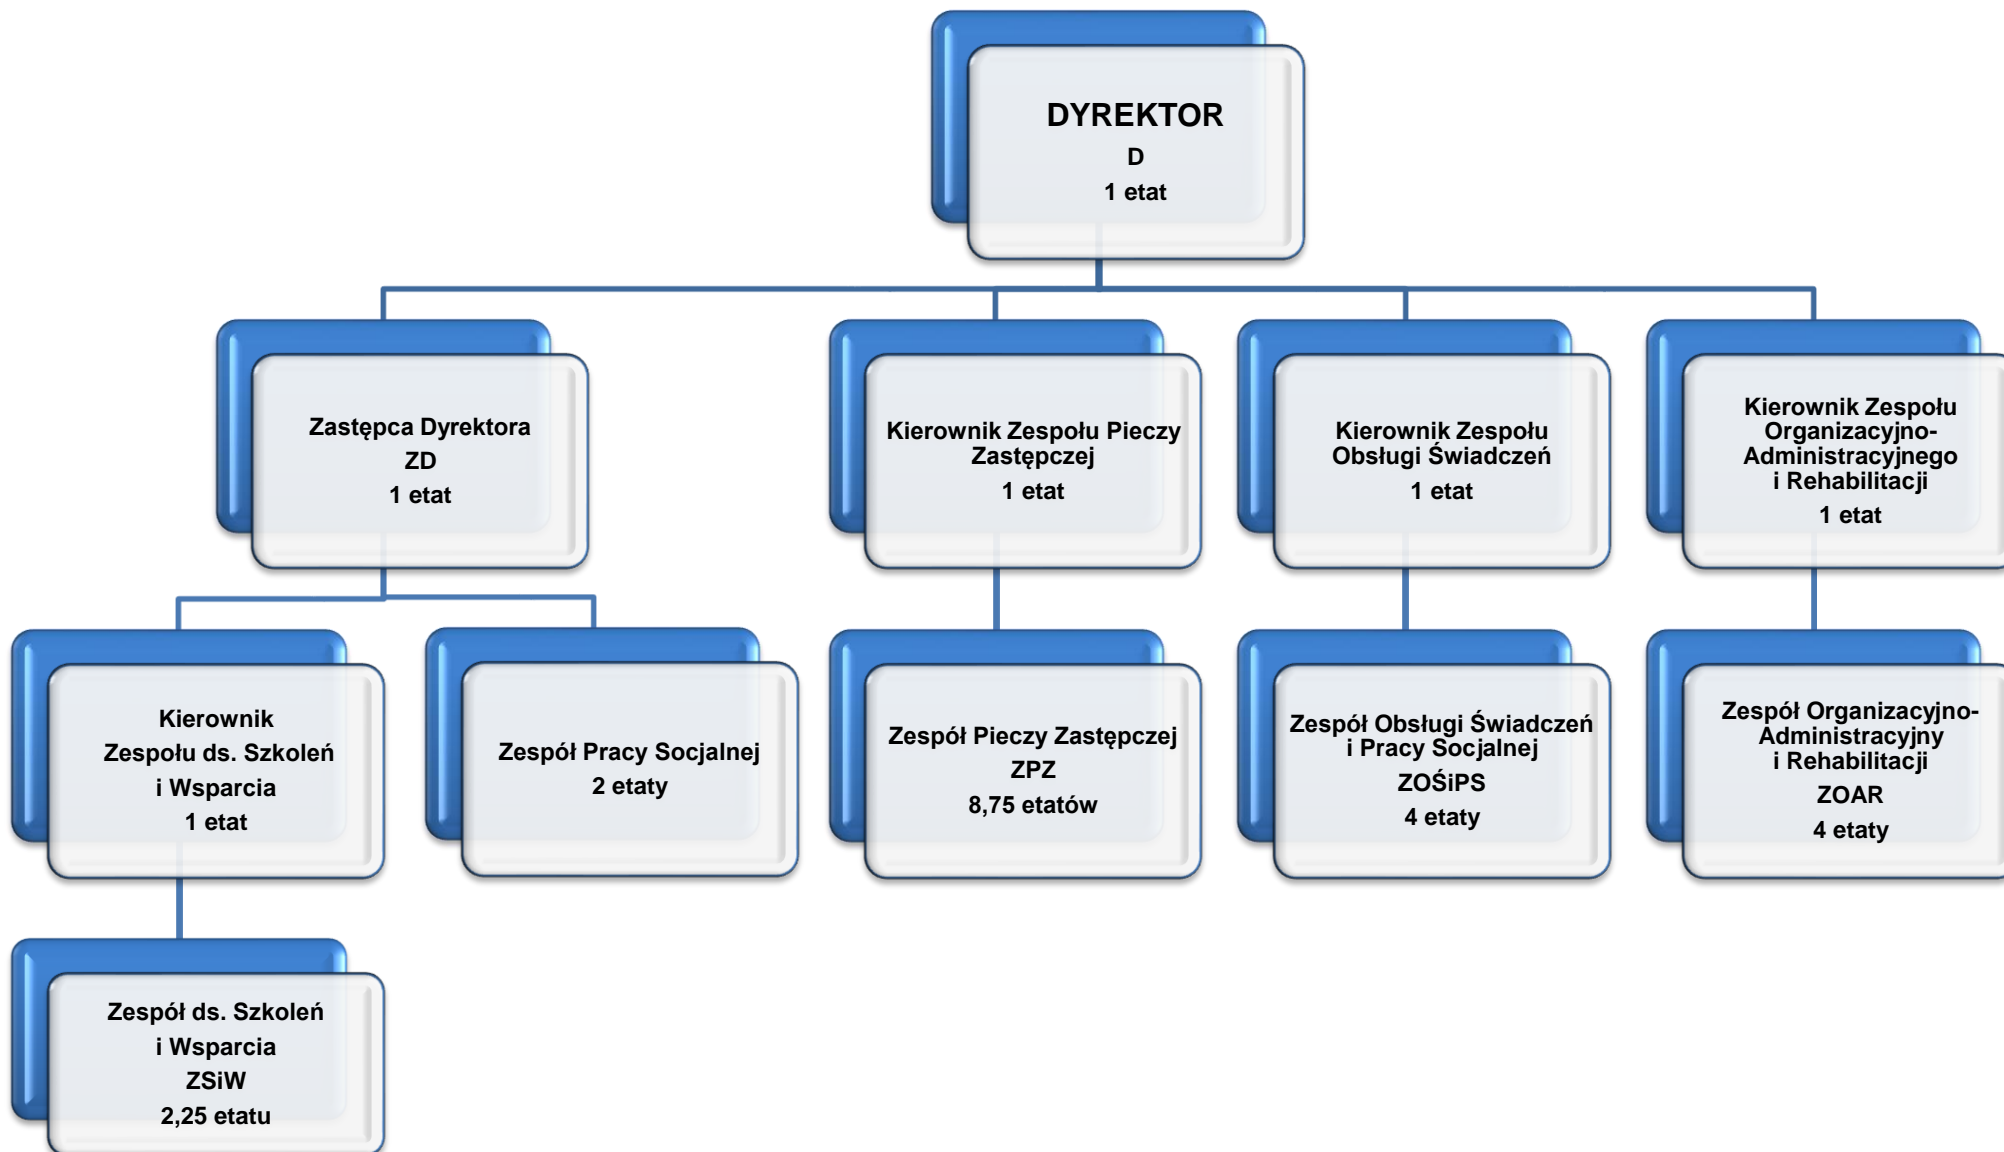 DYREKTOR
D
1 etat
Zastępca Dyrektora
ZD
1 etat
Kierownik Zespołu Pieczy
Zastępczej
1 etat
Kierownik Zespołu
Obsługi Świadczeń
1 etat
Kierownik Zespołu
Organizacyjno-
Administracyjnego
i Rehabilitacji
1 etat
Kierownik
Zespołu ds. Szkoleń
i Wsparcia
1 etat
Zespół Pracy Socjalnej
2 etaty
Zespół Pieczy Zastępczej
ZPZ
8,75 etatów
Zespół Obsługi Świadczeń
i Pracy Socjalnej
ZOŚiPS
4 etaty
Zespół Organizacyjno-
Administracyjny
i Rehabilitacji
ZOAR
4 etaty
Zespół ds. Szkoleń
i Wsparcia
ZSiW
2,25 etatu